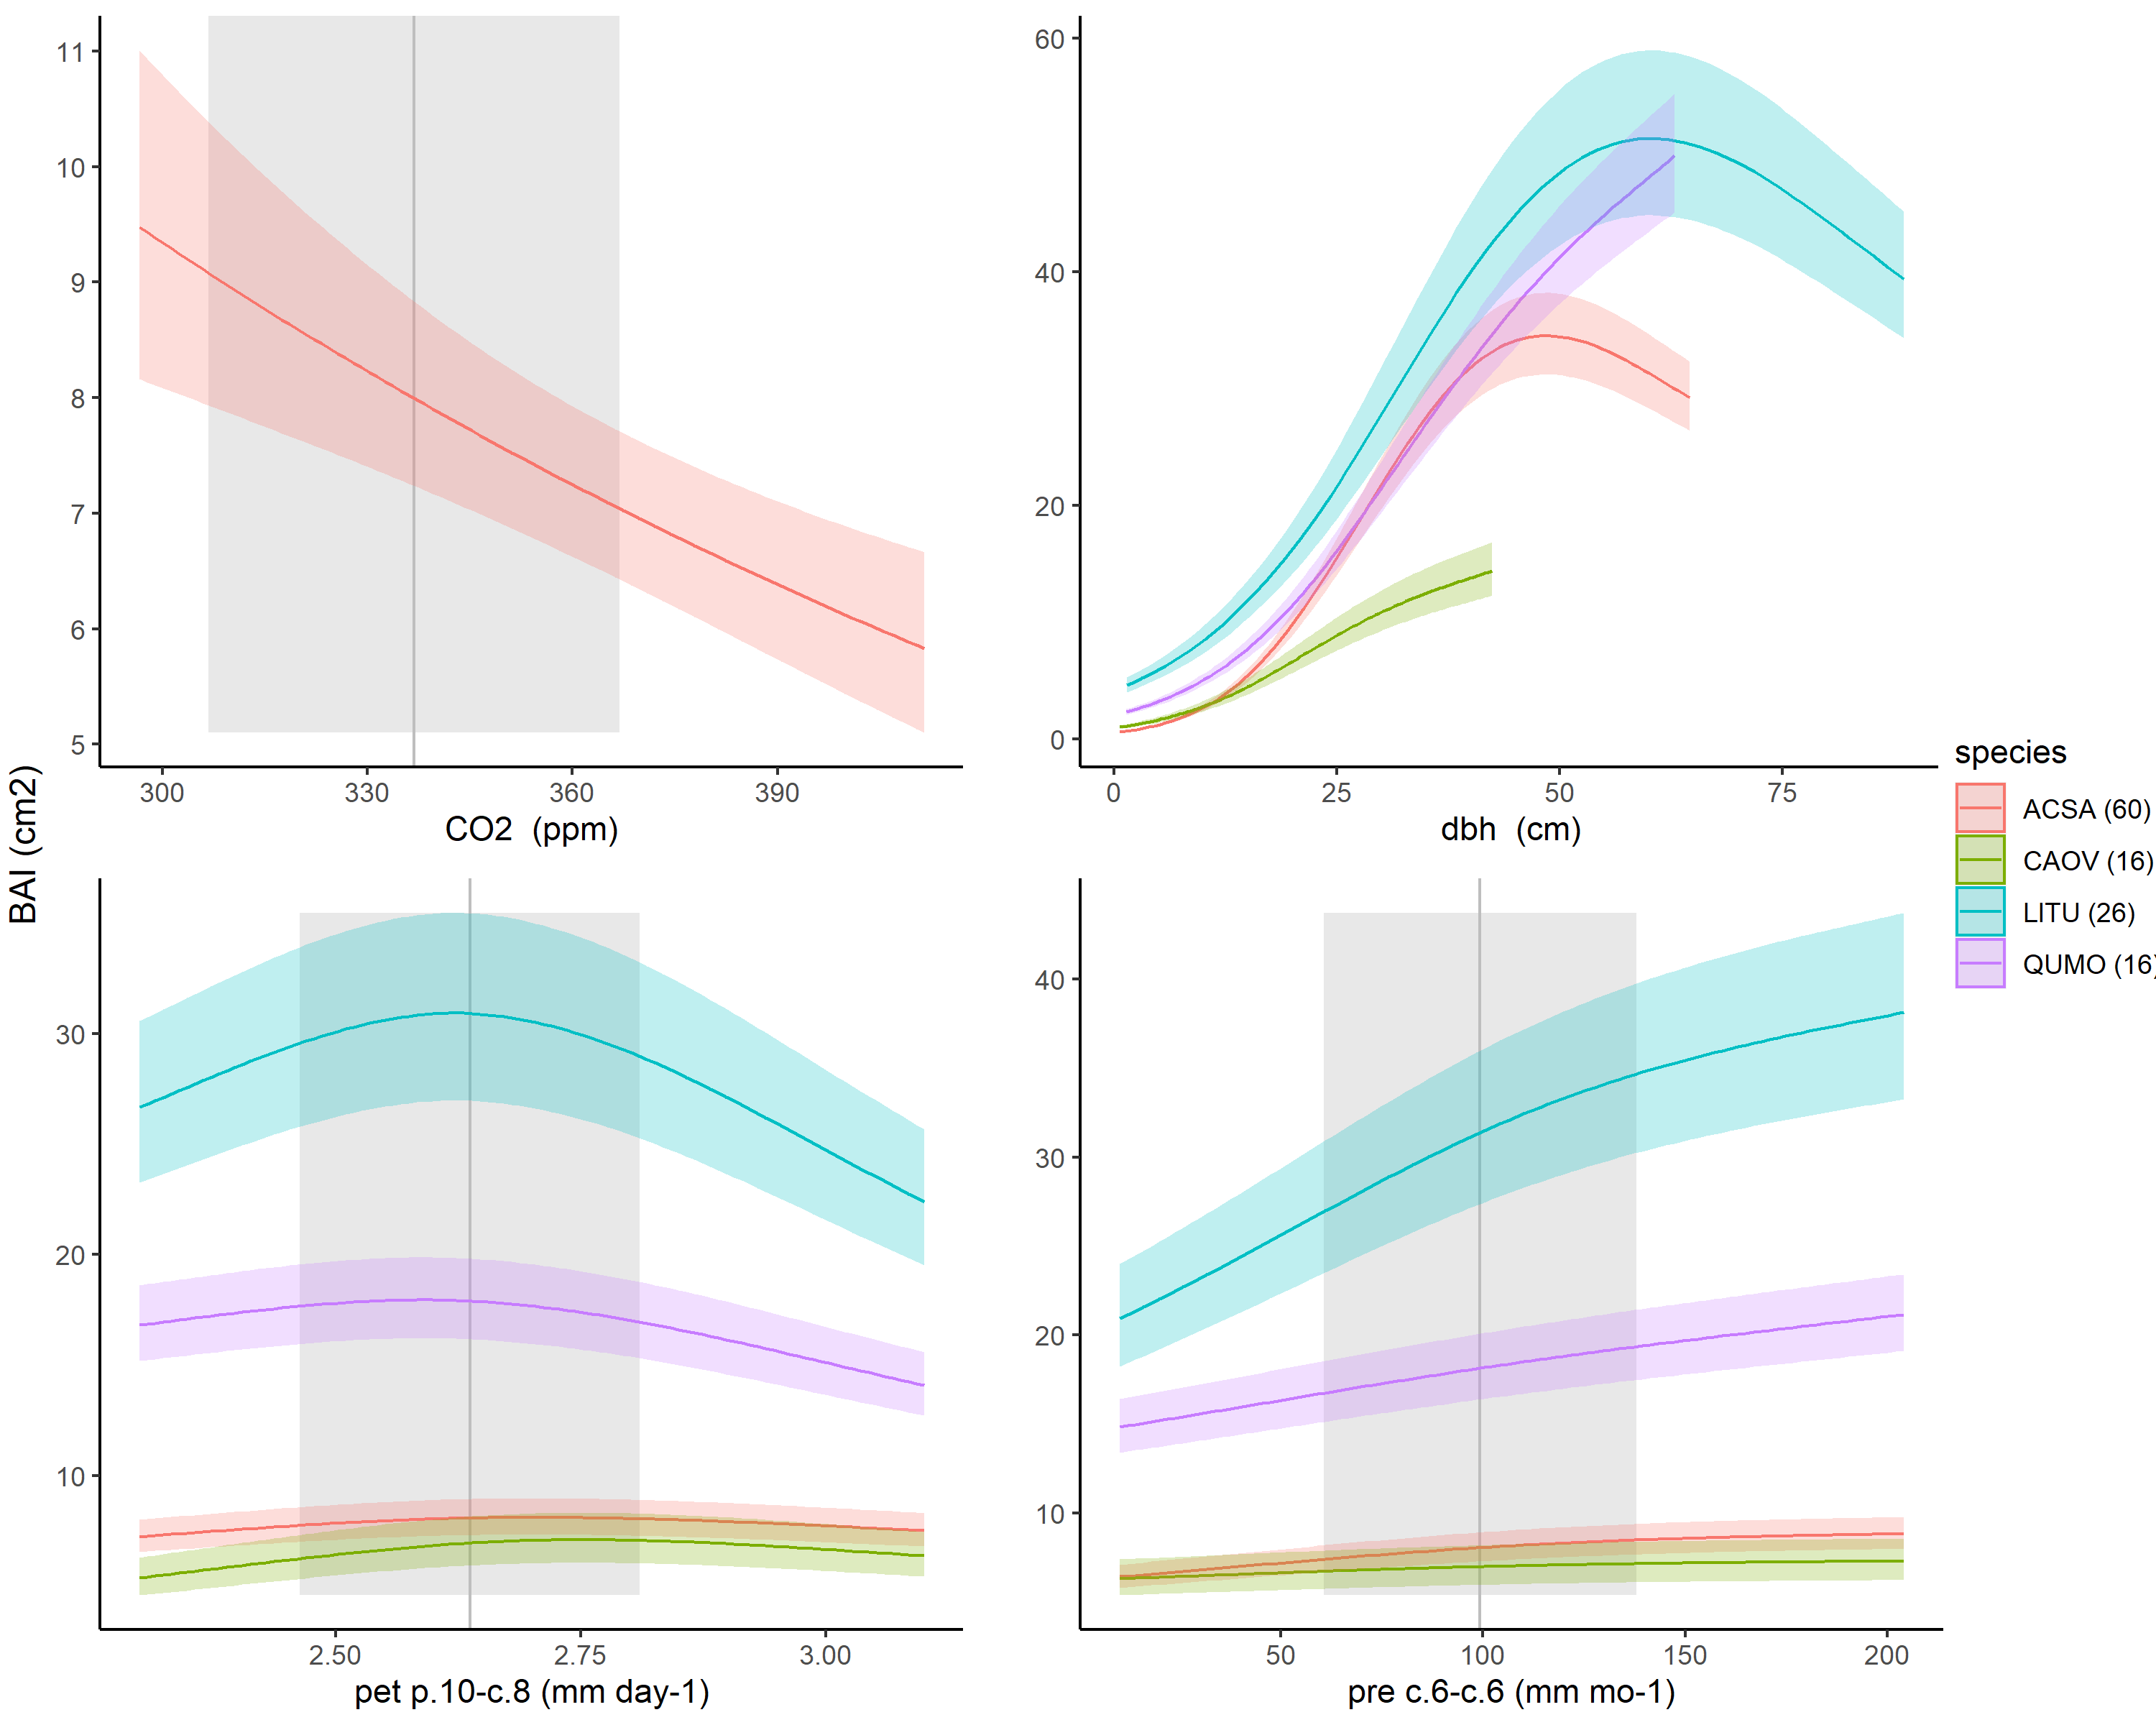 BAI (cm2)
11
10
9
8
7
6
5
300 330 360 390
CO2 (ppm)
60
40
20
0
0 25 50 75
dbh (cm)
30
20
10
2.50 2.75 3.00
pet p.10-c.8 (mm day-1)
40
30
20
10
50 100 150 200
pre c.6-c.6 (mm mo-1)
species
ACSA (60)
CAOV (16)
LITU (26)
QUMO (16)